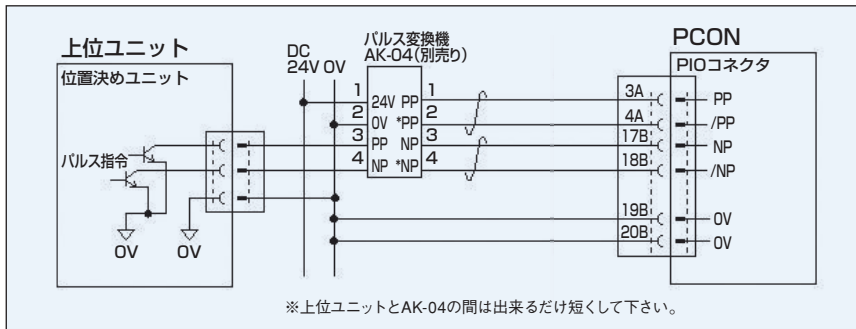 上位ユニット
位置決めユニット
パルス指令
0V
0V
DC
24V 0V
パルス変換機
AK-04(別売り)
1 24V PP 1
2 0V *PP 2
3 PP NP 3
4 NP *NP 4
PCON
PIOコネクタ
3A PP
4A /PP
17B NP
18B /NP
19B 0V
20B 0V
※上位ユニットとAK-04の間は出来るだけ短くして下さい。